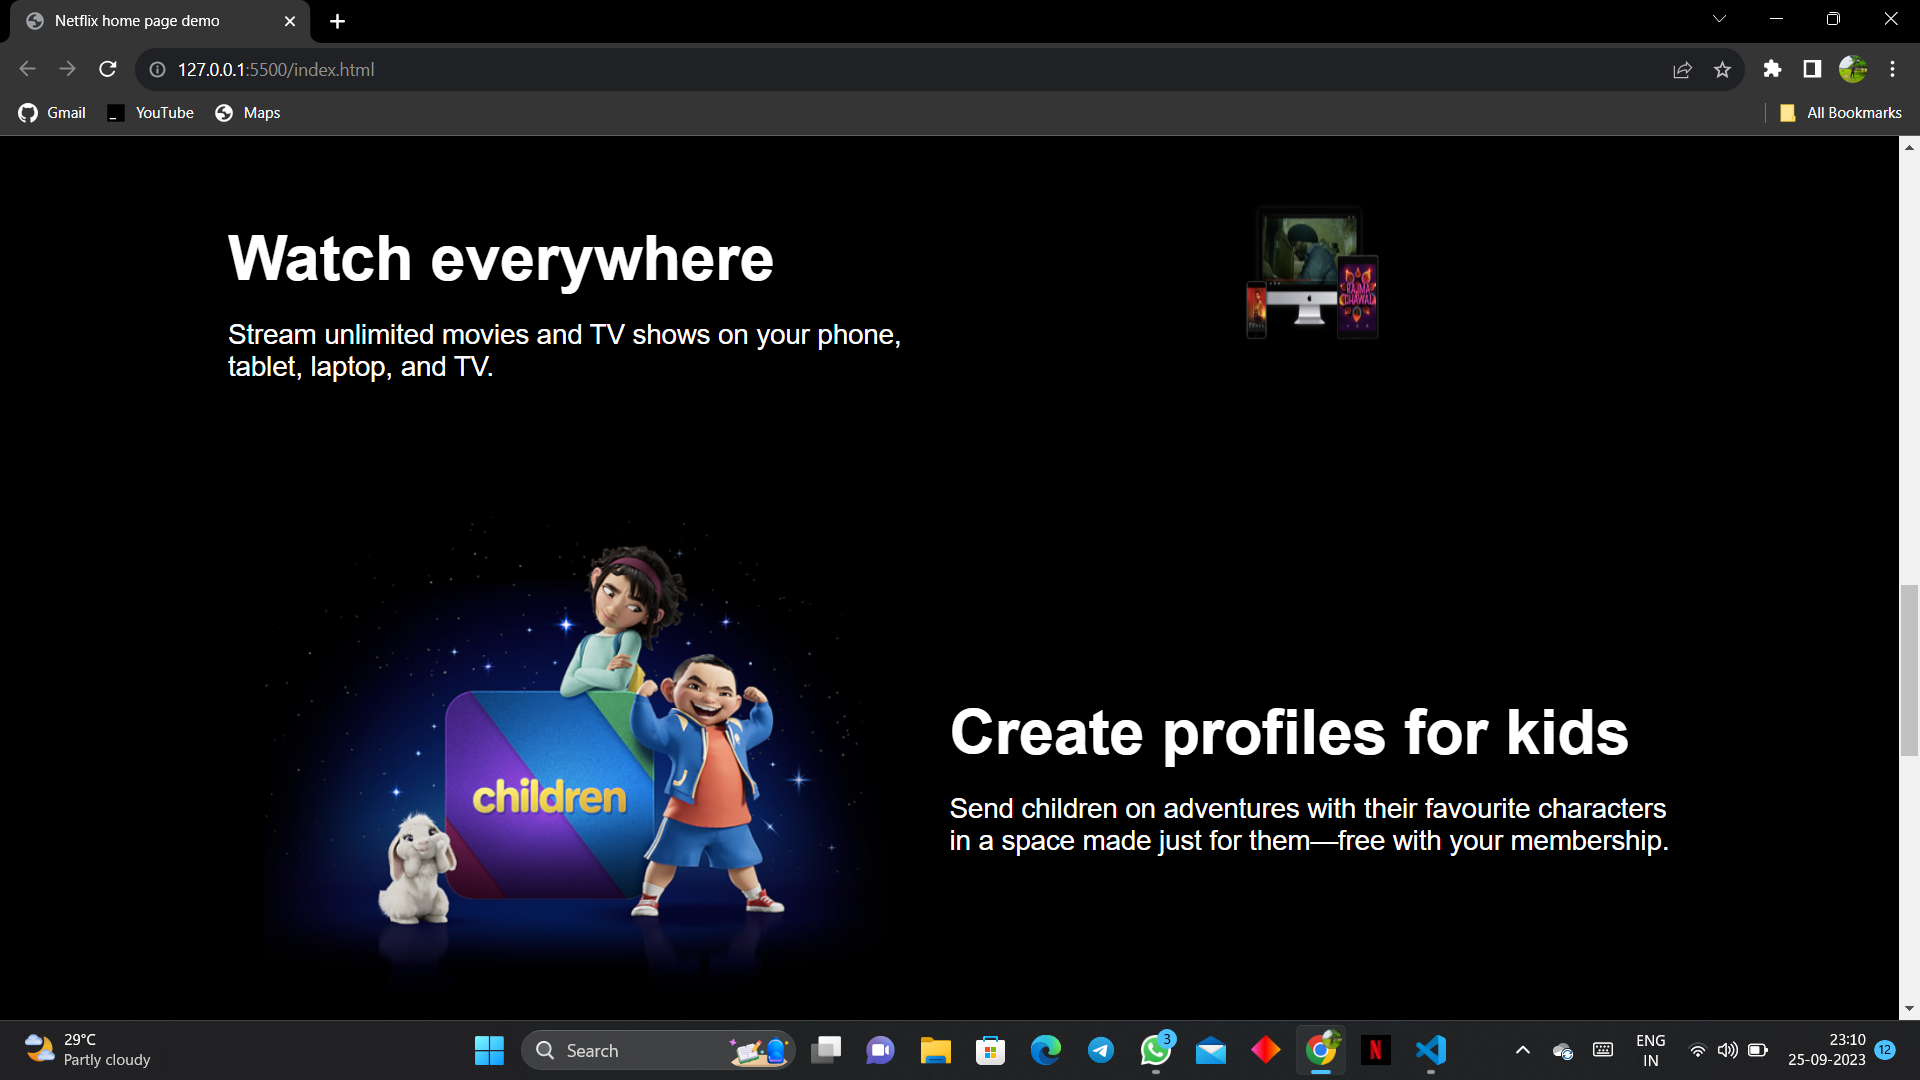 Netflix home page demo
127.0.0.1:5500/index.html
Gmail
YouTube
Maps
All Bookmarks
Watch everywhere
Stream unlimited movies and TV shows on your phone,
tablet, laptop, and TV.
RAJMA
CHAWAL
children
Create profiles for kids
Send children on adventures with their favourite characters
in a space made just for them—free with your membership.
29°C
Partly cloudy
Search
3
N
ENG
IN
23:10
25-09-2023
12